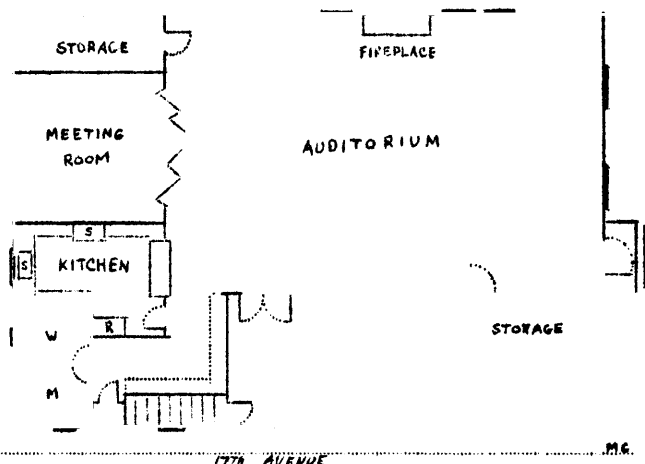 STORAGE
FIREPLACE
MEETING
ROOM
AUDITORIUM
S
S
KITCHEN
R
W
STORAGE
M
M.G.
17TH AVENUE